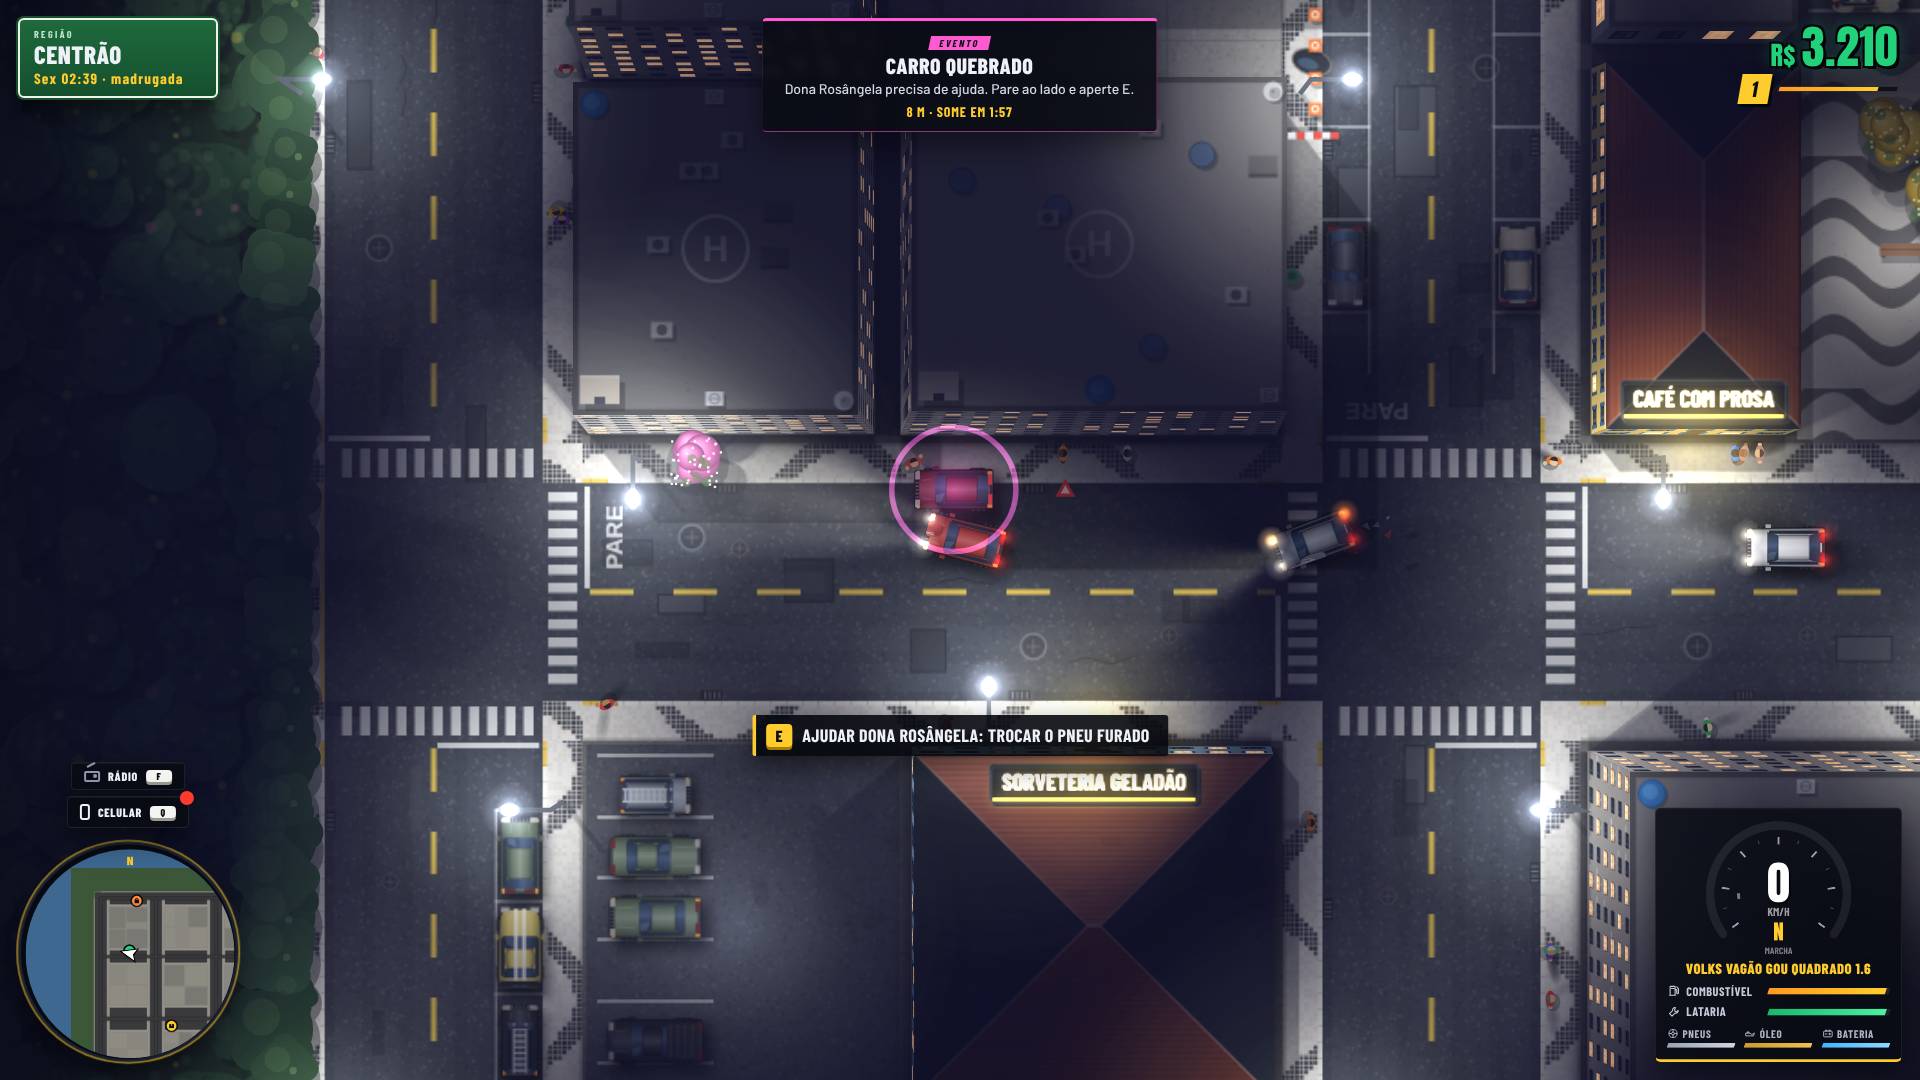 REGIÃO
CENTRÃO
Sex 02:39 · madrugada
EVENTO
CARRO QUEBRADO
Dona Rosângela precisa de ajuda. Pare ao lado e aperte E.
8 M · SOME EM 1:57
R$ 3.210
1
H
H
PARE
CAFÉ COM PROSA
PARE
E AJUDAR DONA ROSÂNGELA: TROCAR O PNEU FURADO
SORVETERIA GELADÃO
RÁDIO F
CELULAR Q
N
0
KM/H
N
MARCHA
VOLKS VAGÃO GOU QUADRADO 1.6
COMBUSTÍVEL
LATARIA
PNEUS ÓLEO BATERIA